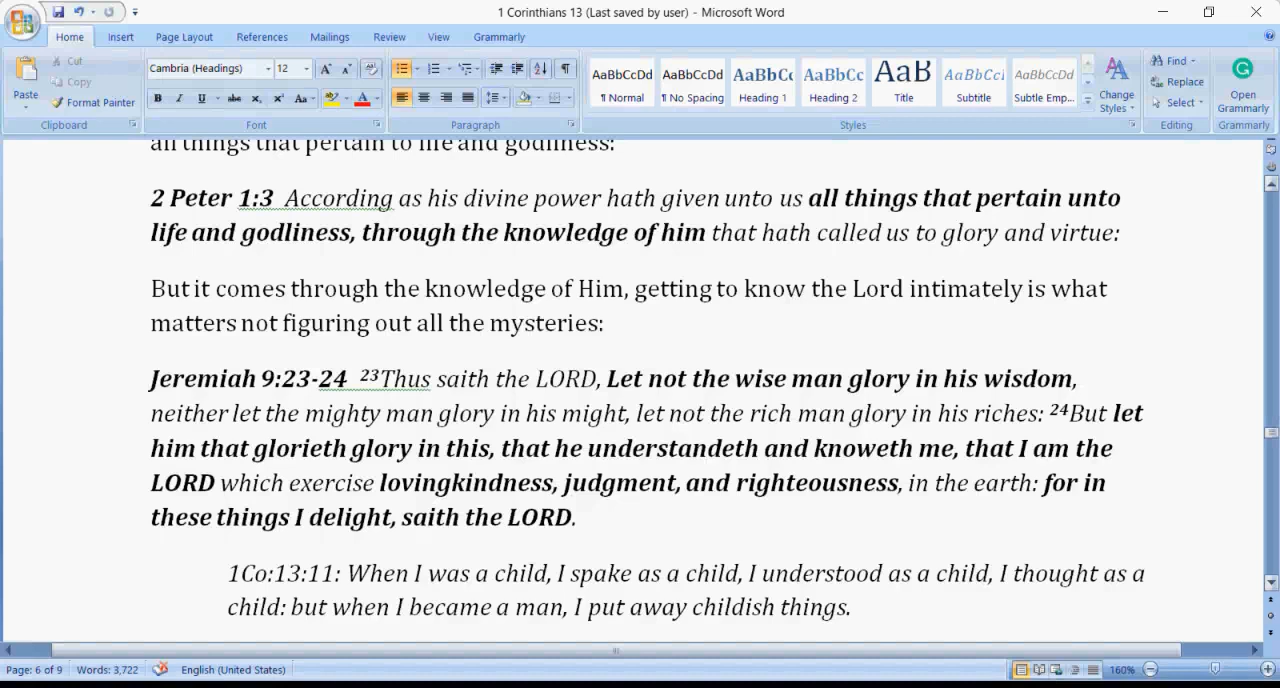 1 Corinthians 13 (Last saved by user) - Microsoft Word
Home Insert Page Layout References Mailings Review View Grammarly
Paste
Cut
Copy
Format Painter
Clipboard
Cambria (Headings) 12
Font
Paragraph
AaBbCcDd AaBbCcDd AaBbCc AaBbCc AaB AaBbCcI AaBbCcDd
¶ Normal ¶ No Spacing Heading 1 Heading 2 Title Subtitle Subtle Emp...
Change
Styles
Styles
Find
Replace
Select
Editing
Open
Grammarly
Grammarly
all things that pertain to life and godliness:
2 Peter 1:3 According as his divine power hath given unto us all things that pertain unto
life and godliness, through the knowledge of him that hath called us to glory and virtue:
But it comes through the knowledge of Him, getting to know the Lord intimately is what
matters not figuring out all the mysteries:
Jeremiah 9:23-24 23Thus saith the LORD, Let not the wise man glory in his wisdom,
neither let the mighty man glory in his might, let not the rich man glory in his riches: 24But let
him that glorieth glory in this, that he understandeth and knoweth me, that I am the
LORD which exercise lovingkindness, judgment, and righteousness, in the earth: for in
these things I delight, saith the LORD.
1Co:13:11: When I was a child, I spake as a child, I understood as a child, I thought as a
child: but when I became a man, I put away childish things.
Page: 6 of 9 Words: 3,722 English (United States) 160%